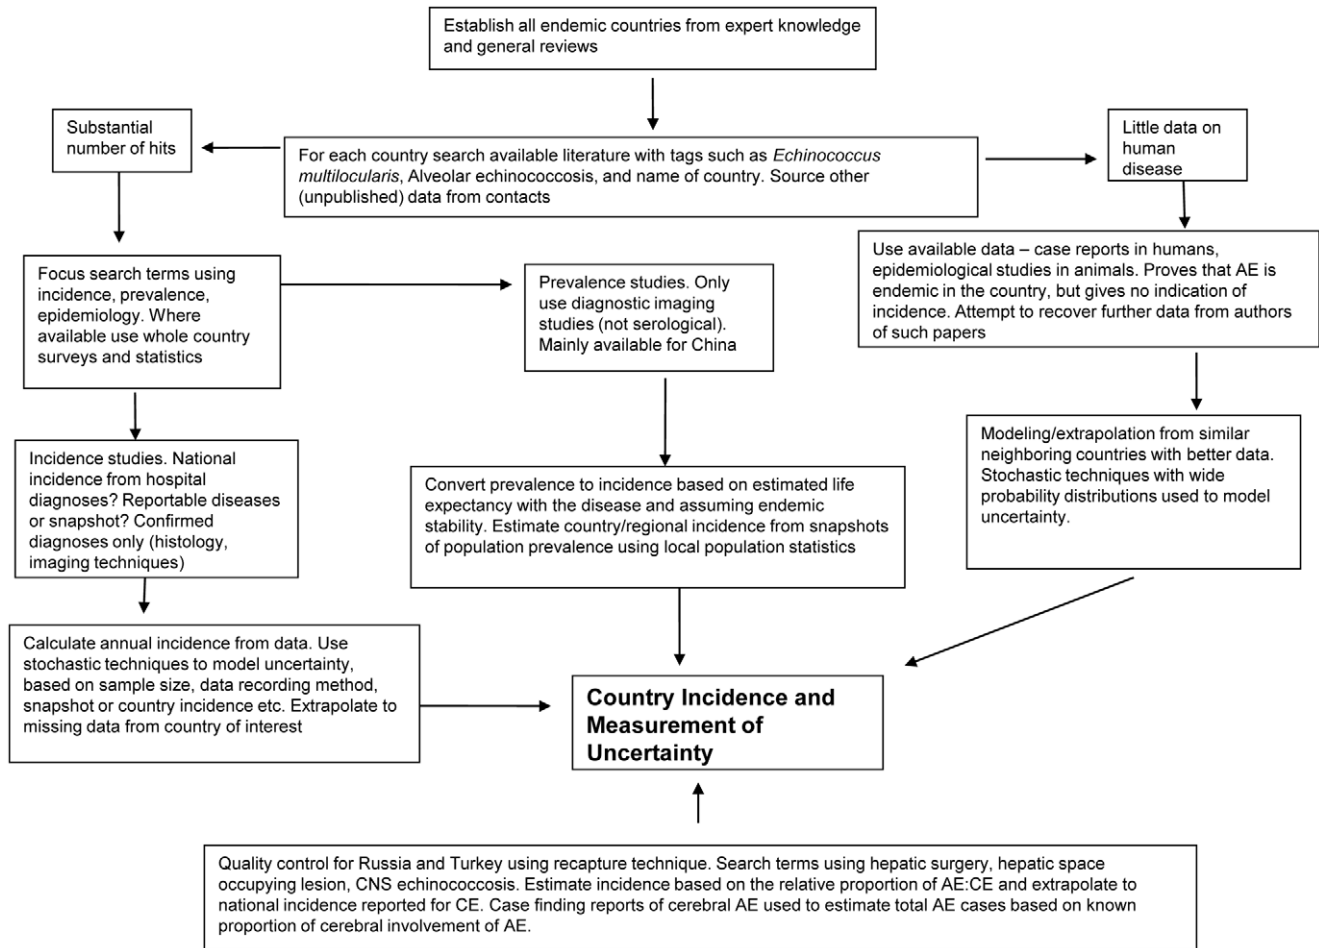 Establish all endemic countries from expert knowledge
and general reviews
Substantial
number of hits
For each country search available literature with tags such as Echinococcus
multilocularis, Alveolar echinococcosis, and name of country. Source other
(unpublished) data from contacts
Little data on
human
disease
Focus search terms using
incidence, prevalence,
epidemiology. Where
available use whole country
surveys and statistics
Prevalence studies. Only
use diagnostic imaging
studies (not serological).
Mainly available for China
Use available data – case reports in humans,
epidemiological studies in animals. Proves that AE is
endemic in the country, but gives no indication of
incidence. Attempt to recover further data from authors
of such papers
Incidence studies. National
incidence from hospital
diagnoses? Reportable diseases
or snapshot? Confirmed
diagnoses only (histology,
imaging techniques)
Convert prevalence to incidence based on estimated life
expectancy with the disease and assuming endemic
stability. Estimate country/regional incidence from snapshots
of population prevalence using local population statistics
Modeling/extrapolation from similar
neighboring countries with better data.
Stochastic techniques with wide
probability distributions used to model
uncertainty.
Calculate annual incidence from data. Use
stochastic techniques to model uncertainty,
based on sample size, data recording method,
snapshot or country incidence etc. Extrapolate to
missing data from country of interest
Country Incidence and
Measurement of
Uncertainty
Quality control for Russia and Turkey using recapture technique. Search terms using hepatic surgery, hepatic space
occupying lesion, CNS echinococcosis. Estimate incidence based on the relative proportion of AE:CE and extrapolate to
national incidence reported for CE. Case finding reports of cerebral AE used to estimate total AE cases based on known
proportion of cerebral involvement of AE.